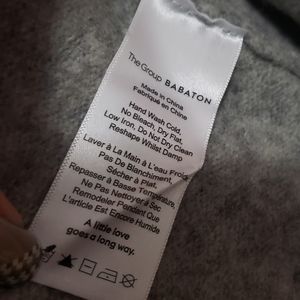 The Group BABATON
Made in China
Fabriqué en Chine
Hand Wash Cold,
No Bleach, Dry Flat,
Low Iron, Do Not Dry Clean
Reshape Whilst Damp
Laver à La Main à L'eau Froide
Pas De Blanchiment,
Sécher à Plat,
Repasser à Basse Température,
Ne Pas Nettoyer à Sec
Remodeler Pendant Que
L'article Est Encore Humide
A little love
goes a long way.